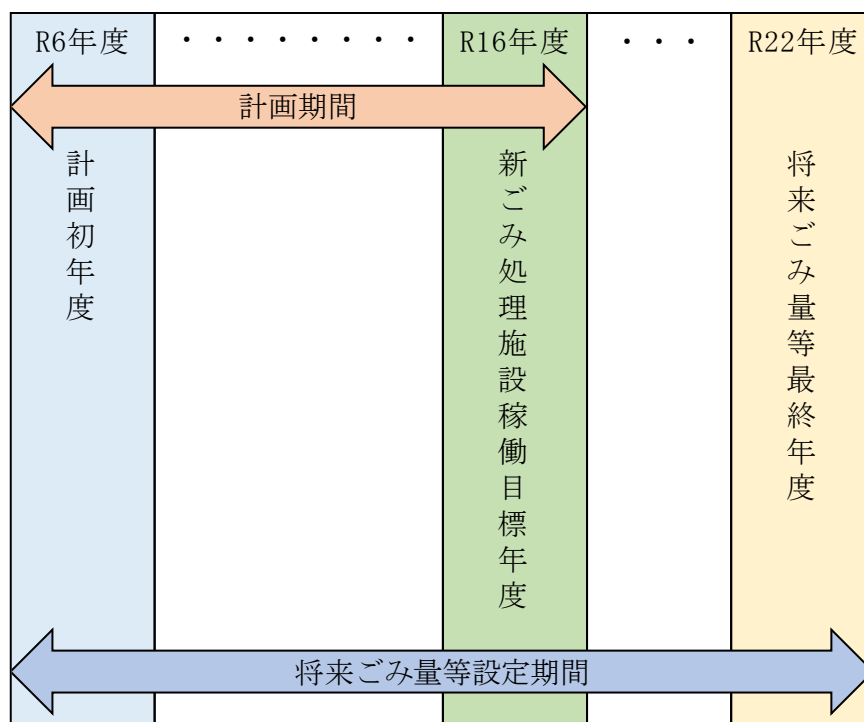 R6年度 ・・・・・・・・ R16年度 ・・・ R22年度
計画期間
計画初年度
新ごみ処理施設稼働目標年度
将来ごみ量等最終年度
将来ごみ量等設定期間